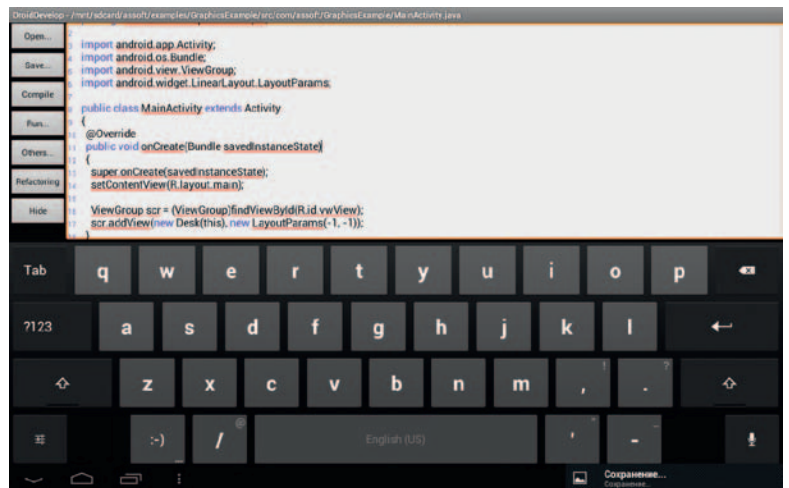 DroidDevelop - /mnt/sdcard/assoft/examples/GraphicsExample/src/com/assoft/GraphicsExample/MainActivity.java
Open...
Save...
Compile
Run...
Others...
Refactoring
Hide
import android.app.Activity;
import android.os.Bundle;
import android.view.ViewGroup;
import android.widget.LinearLayout.LayoutParams;
public class MainActivity extends Activity
{
@Override
public void onCreate(Bundle savedInstanceState)
{
super.onCreate(savedInstanceState);
setContentView(R.layout.main);
ViewGroup scr = (ViewGroup)findViewById(R.id.vwView);
scr.addView(new Desk(this), new LayoutParams(-1, -1));
}
Tab q w e r t y u i o p
?123 a s d f g h j k l
! ?
z x c v b n m , .
@ " _
:-) / English (US) ' -
Сохранение...
Сохранение...